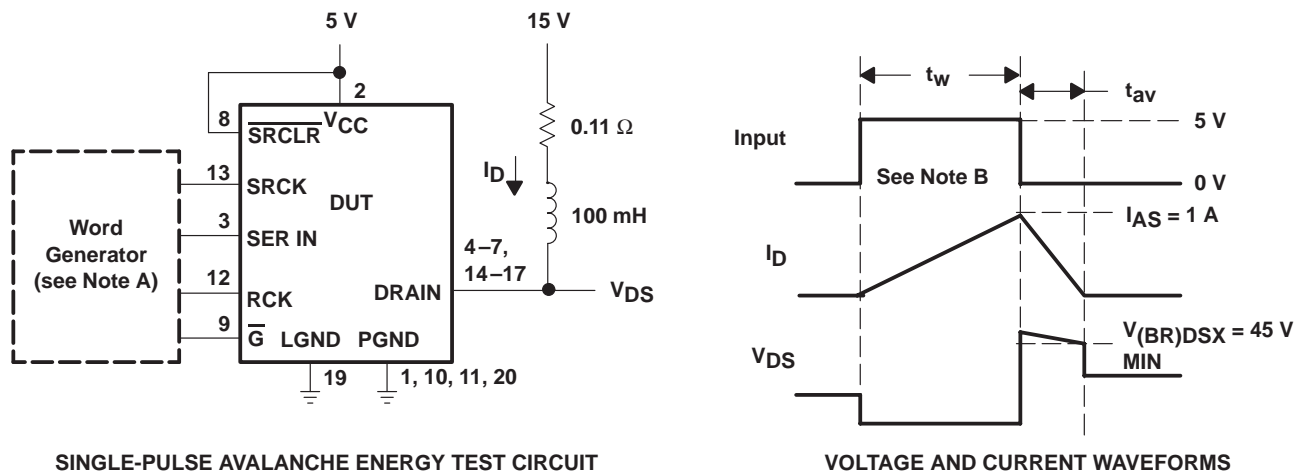 5 V
15 V
2
VCC
8
SRCLR
0.11 Ω
ID
13
SRCK
DUT
100 mH
Word
Generator
(see Note A)
3
SER IN
4–7,
14–17
12
RCK
DRAIN
VDS
9
G
LGND
PGND
19
1, 10, 11, 20
SINGLE-PULSE AVALANCHE ENERGY TEST CIRCUIT
tw
tav
Input
5 V
See Note B
0 V
IAS = 1 A
ID
V(BR)DSX = 45 V
MIN
VDS
VOLTAGE AND CURRENT WAVEFORMS